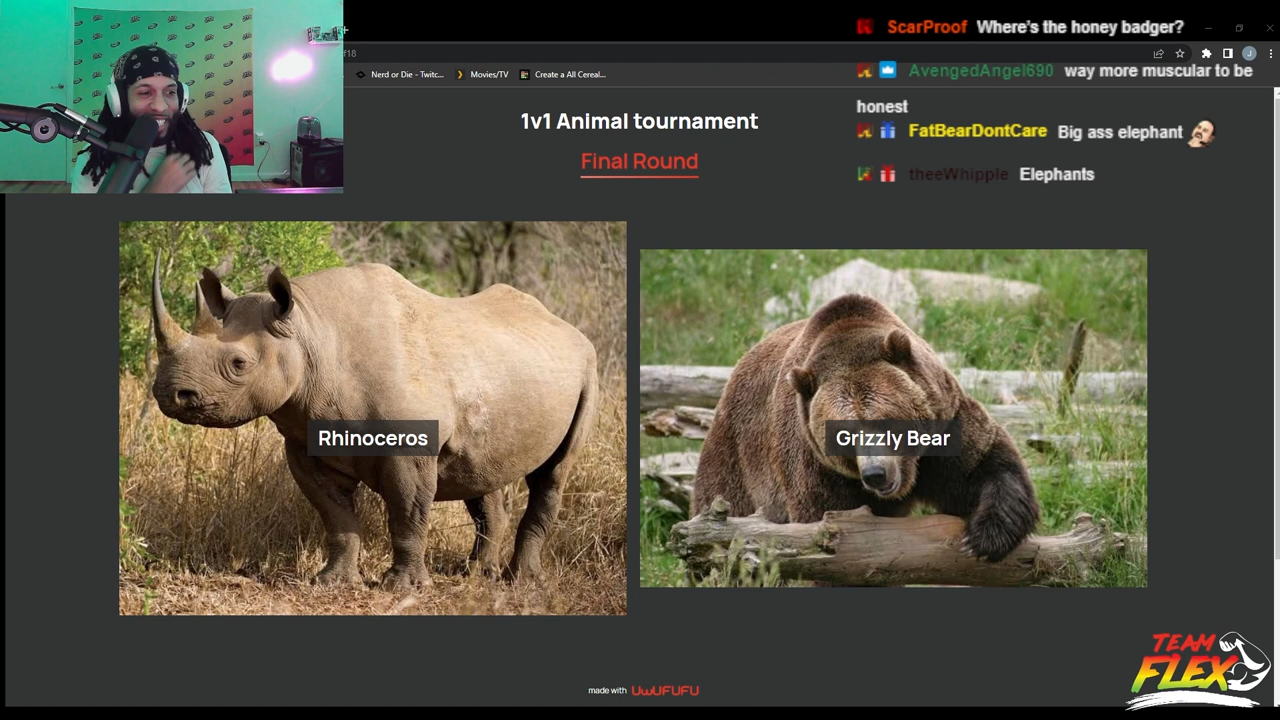 ScarProof Where's the honey badger?
f18
Nerd or Die - Twitc...
Movies/TV
Create a All Cereal...
J
AvengedAngel690 way more muscular to be
honest
FatBearDontCare Big ass elephant
theeWhipple Elephants
1v1 Animal tournament
Final Round
Rhinoceros
Grizzly Bear
made with UwUFUFU
TEAM
FLEX